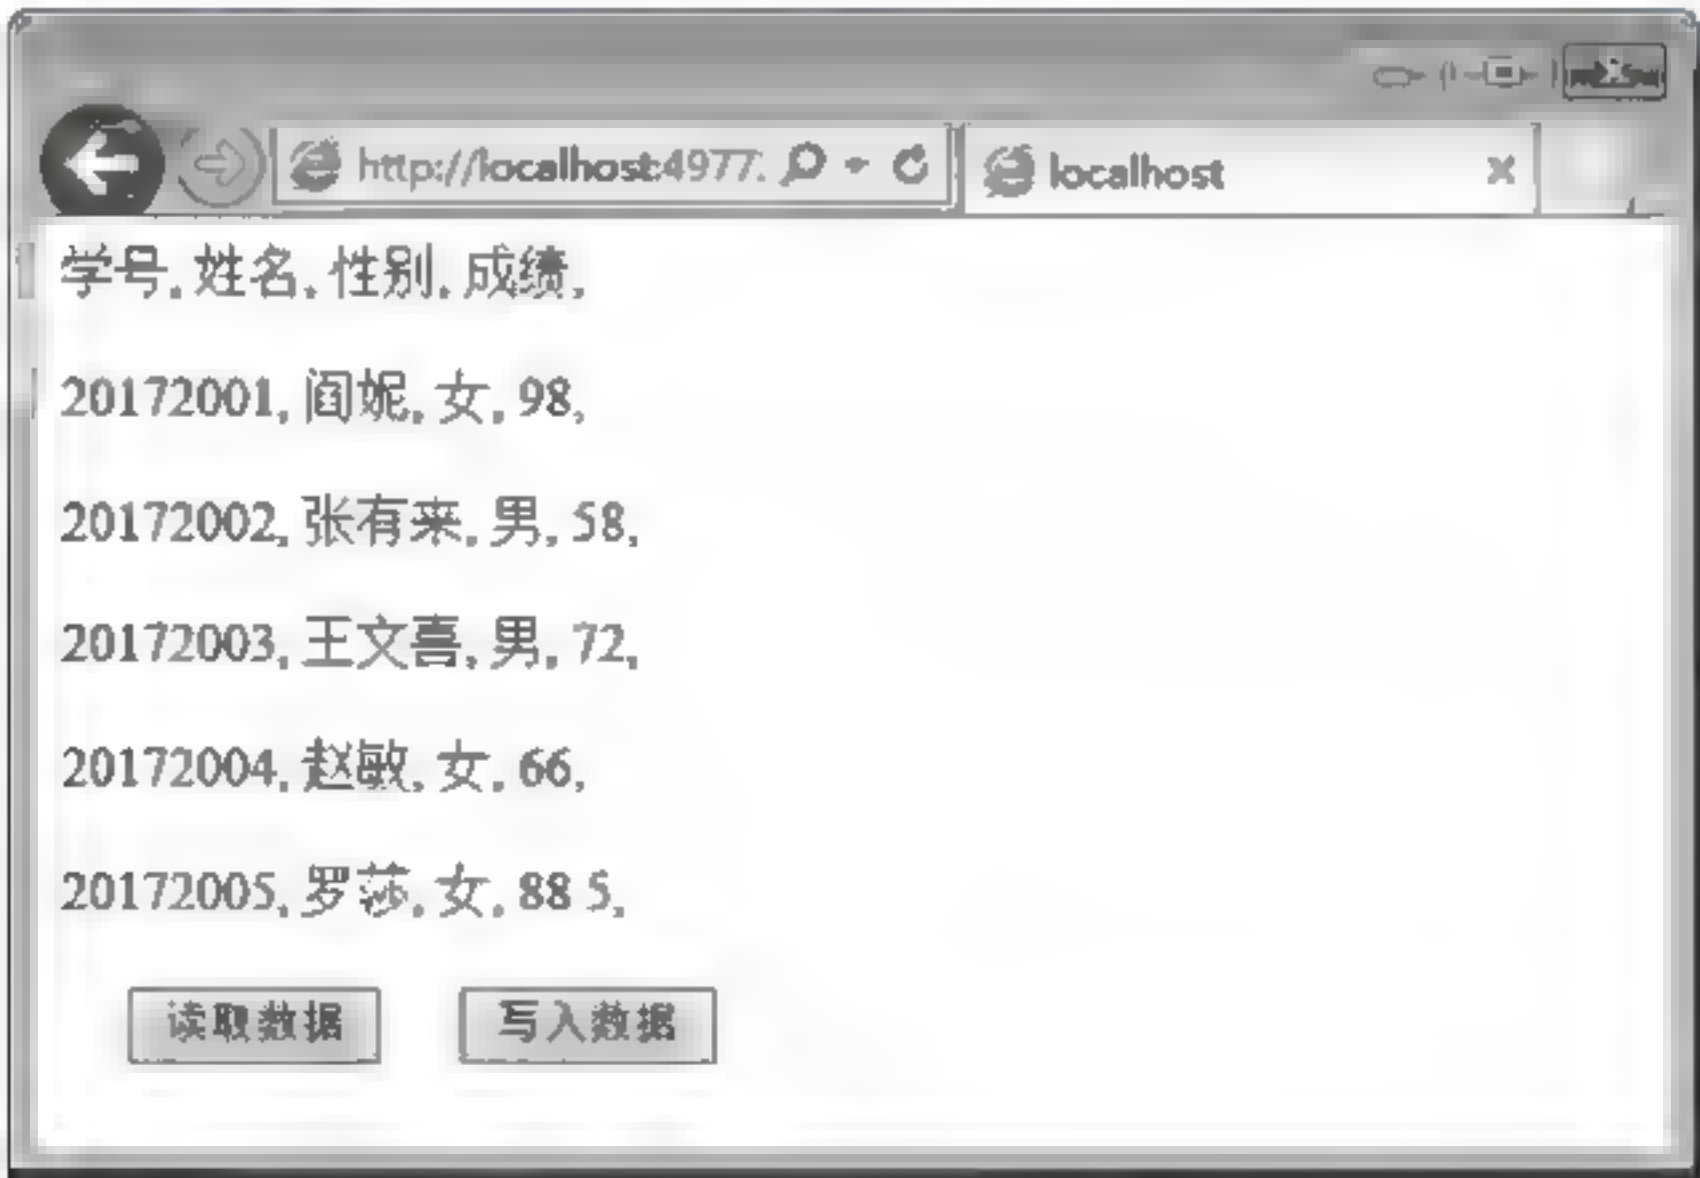 http://localhost:4977.
localhost
学号,姓名,性别,成绩,
20172001,阎妮,女,98,
20172002,张有来,男,58,
20172003,王文喜,男,72,
20172004,赵敏,女,66,
20172005,罗莎,女,88 5,
读取数据 写入数据